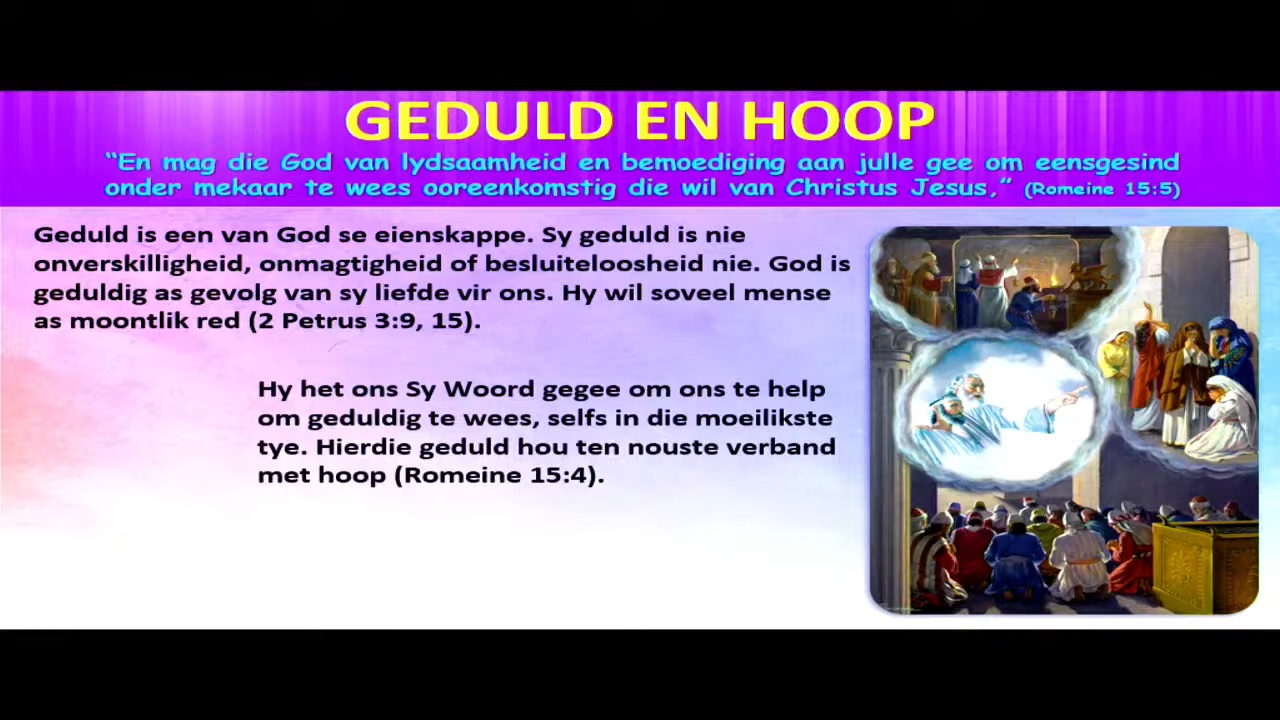 GEDULD EN HOOP
“En mag die God van lydsaamheid en bemoediging aan julle gee om eensgesind
onder mekaar te wees ooreenkomstig die wil van Christus Jesus,” (Romeine 15:5)
Geduld is een van God se eienskappe. Sy geduld is nie
onverskilligheid, onmagtigheid of besluiteloosheid nie. God is
geduldig as gevolg van sy liefde vir ons. Hy wil soveel mense
as moontlik red (2 Petrus 3:9, 15).
Hy het ons Sy Woord gegee om ons te help
om geduldig te wees, selfs in die moeilikste
tye. Hierdie geduld hou ten nouste verband
met hoop (Romeine 15:4).